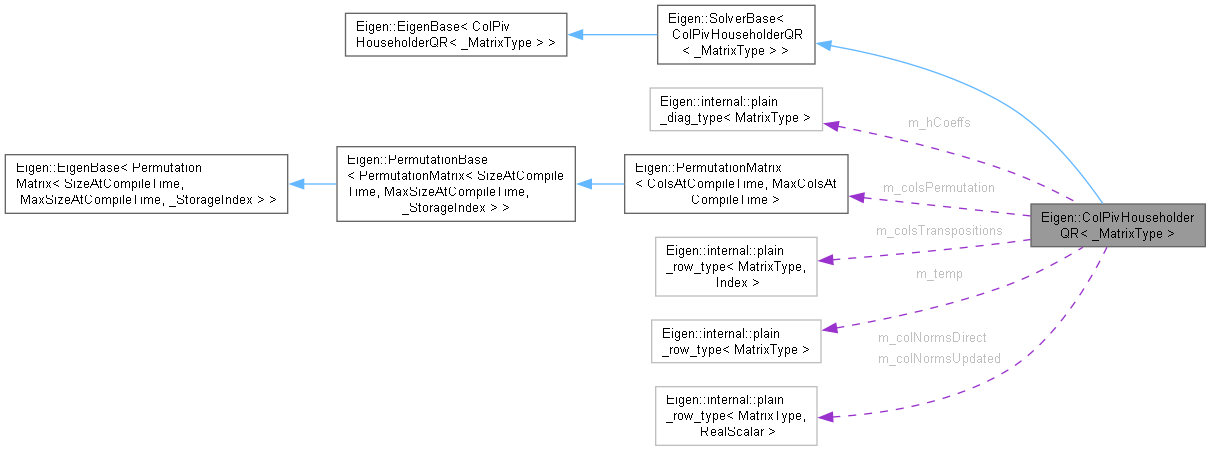 Eigen::EigenBase< ColPiv
HouseholderQR< _MatrixType > >
Eigen::SolverBase<
ColPivHouseholderQR
< _MatrixType > >
Eigen::internal::plain
_diag_type< MatrixType >
m_hCoeffs
Eigen::EigenBase< Permutation
Matrix< SizeAtCompileTime,
MaxSizeAtCompileTime, _StorageIndex > >
Eigen::PermutationBase
< PermutationMatrix< SizeAtCompile
Time, MaxSizeAtCompileTime,
_StorageIndex > >
Eigen::PermutationMatrix
< ColsAtCompileTime, MaxColsAt
CompileTime >
m_colsPermutation
Eigen::ColPivHouseholder
QR< _MatrixType >
m_colsTranspositions
Eigen::internal::plain
_row_type< MatrixType,
Index >
m_temp
Eigen::internal::plain
_row_type< MatrixType >
m_colNormsDirect
m_colNormsUpdated
Eigen::internal::plain
_row_type< MatrixType,
RealScalar >